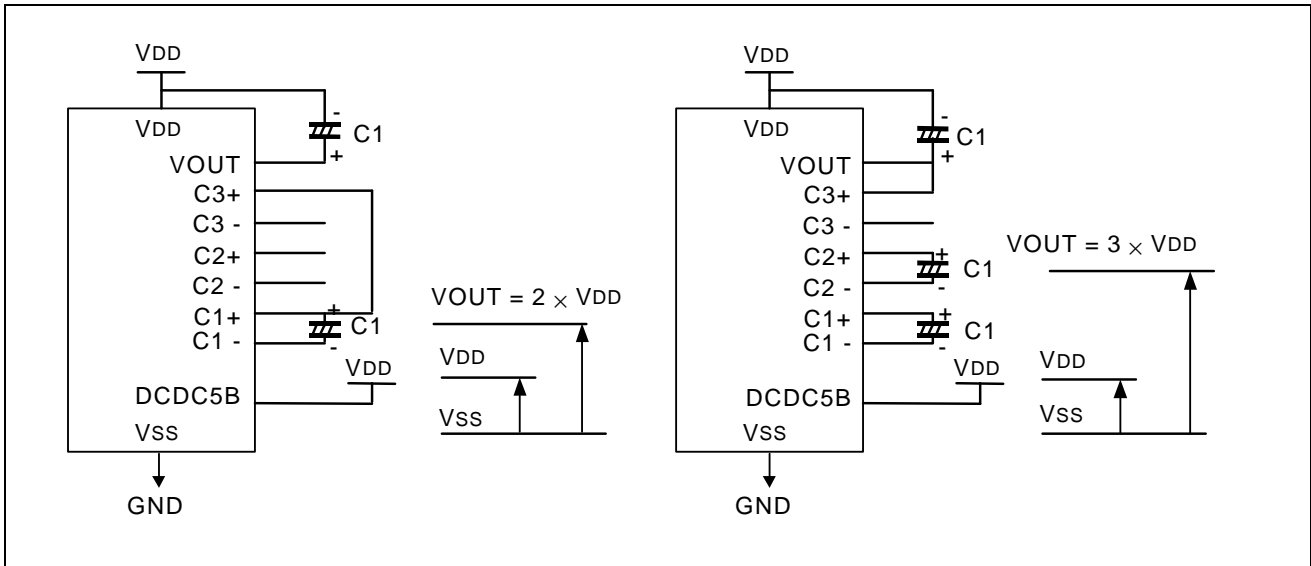 VDD
VDD
-
C1
+
VOUT
C3+
C3 -
C2+
C2 -
C1+
C1 -
+
C1
-
VDD
DCDC5B
VSS
GND
VOUT = 2 × VDD
VDD
VSS
VDD
VDD
-
C1
+
VOUT
C3+
C3 -
C2+
C2 -
+
C1
-
C1+
C1 -
+
C1
-
VDD
DCDC5B
VSS
GND
VOUT = 3 × VDD
VDD
VSS